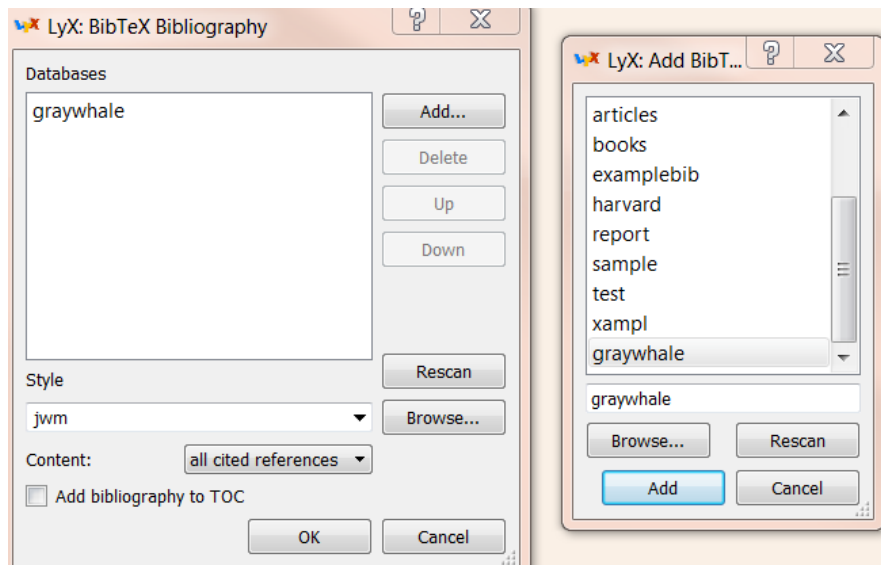 LyX: BibTeX Bibliography
Databases
graywhale
Add...
Delete
Up
Down
Rescan
Style
jwm
Browse...
Content:
all cited references
Add bibliography to TOC
OK
Cancel
LyX: Add BibT...
articles
books
examplebib
harvard
report
sample
test
xampl
graywhale
graywhale
Browse...
Rescan
Add
Cancel